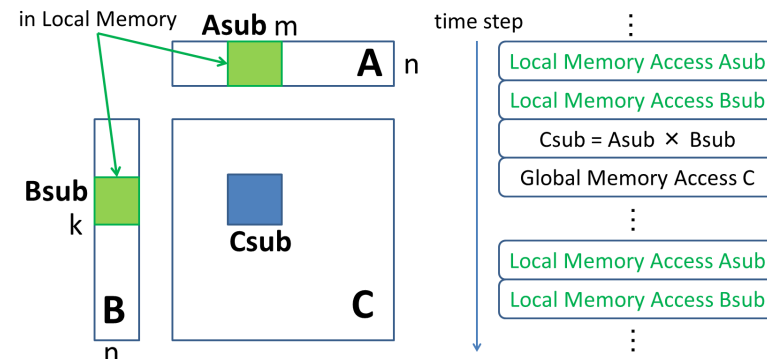 in Local Memory
Asub m
A
n
Bsub
k
Csub
B
C
n
time step
⋮
Local Memory Access Asub
Local Memory Access Bsub
Csub = Asub × Bsub
Global Memory Access C
⋮
Local Memory Access Asub
Local Memory Access Bsub
⋮